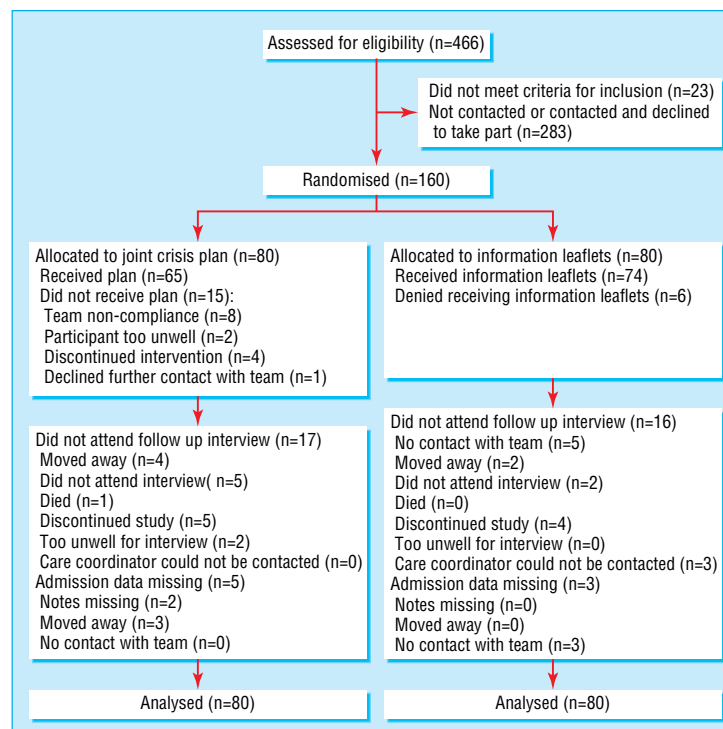 Assessed for eligibility (n=466)
Did not meet criteria for inclusion (n=23)
Not contacted or contacted and declined
to take part (n=283)
Randomised (n=160)
Allocated to joint crisis plan (n=80)
Received plan (n=65)
Did not receive plan (n=15):
Team non-compliance (n=8)
Participant too unwell (n=2)
Discontinued intervention (n=4)
Declined further contact with team (n=1)
Allocated to information leaflets (n=80)
Received information leaflets (n=74)
Denied receiving information leaflets (n=6)
Did not attend follow up interview (n=17)
Moved away (n=4)
Did not attend interview( n=5)
Died (n=1)
Discontinued study (n=5)
Too unwell for interview (n=2)
Care coordinator could not be contacted (n=0)
Admission data missing (n=5)
Notes missing (n=2)
Moved away (n=3)
No contact with team (n=0)
Did not attend follow up interview (n=16)
No contact with team (n=5)
Moved away (n=2)
Did not attend interview (n=2)
Died (n=0)
Discontinued study (n=4)
Too unwell for interview (n=0)
Care coordinator could not be contacted (n=3)
Admission data missing (n=3)
Notes missing (n=0)
Moved away (n=0)
No contact with team (n=3)
Analysed (n=80)
Analysed (n=80)